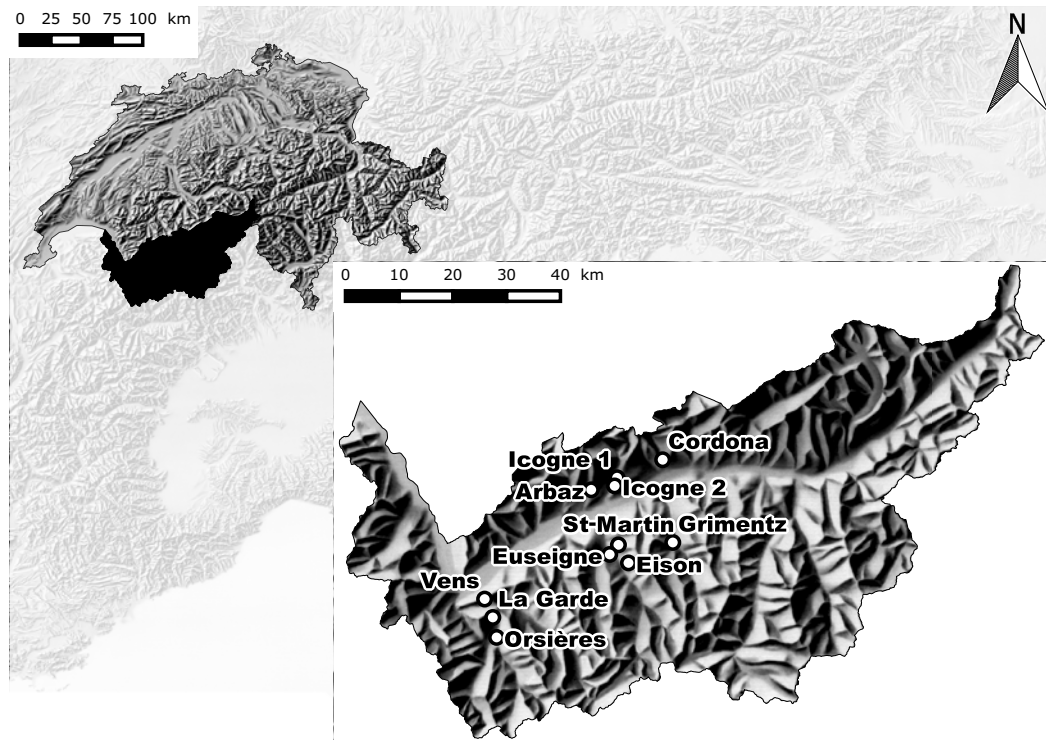 0 25 50 75 100 km
N
0 10 20 30 40 km
Cordona
Icogne 1
Arbaz
Icogne 2
St-Martin Grimentz
Euseigne
Eison
Vens
La Garde
Orsières